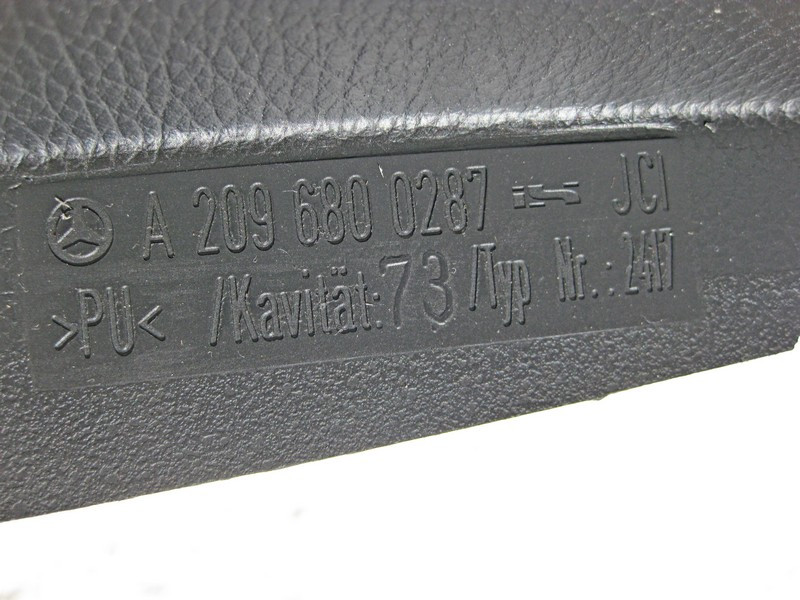 A 209 680 0287 JCI
>PU< /Kavität:73 /Typ Nr.: 2417